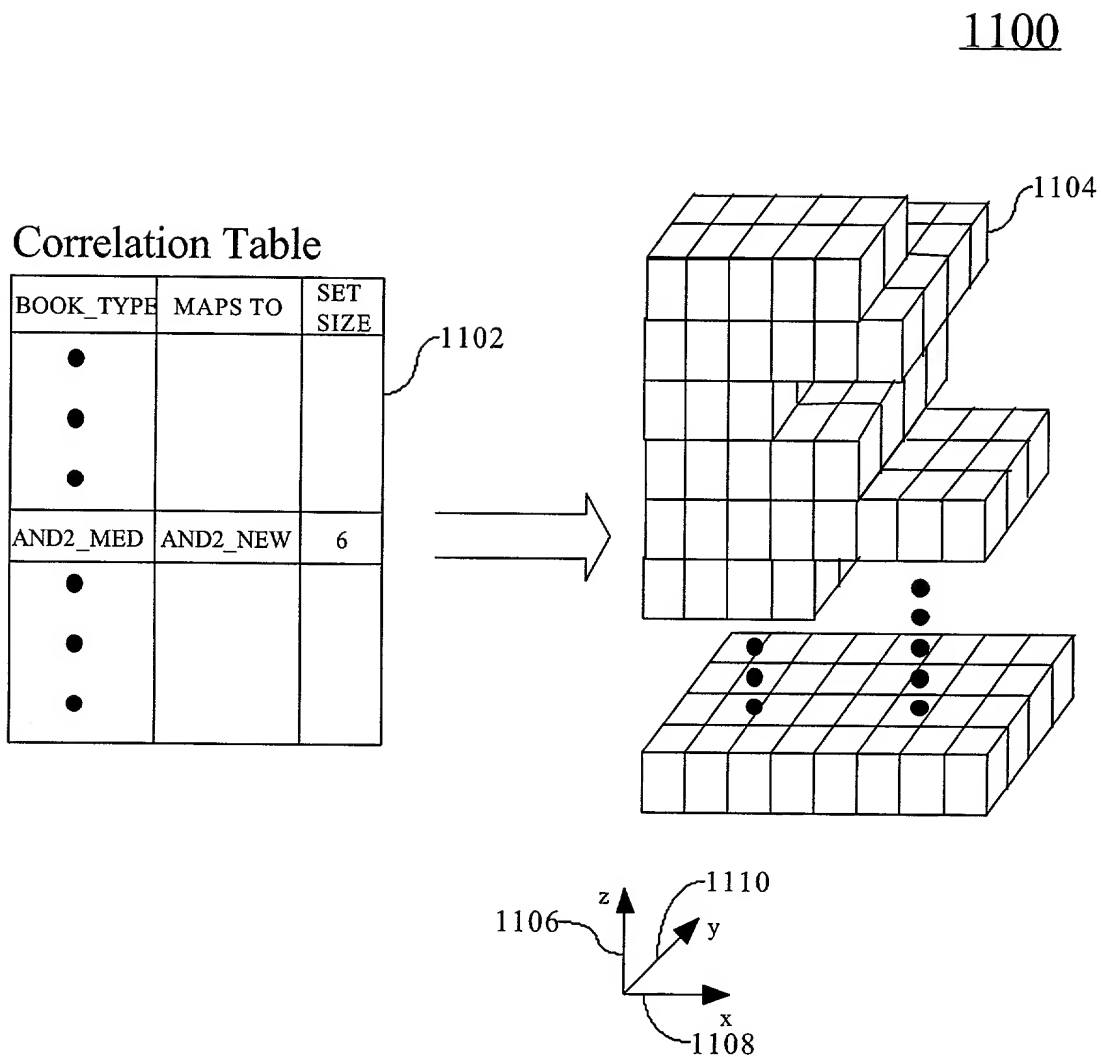 1100
1104
Correlation Table
BOOK_TYPE MAPS TO SET SIZE
1102
AND2_MED AND2_NEW 6
1110
z
1106
y
x
1108